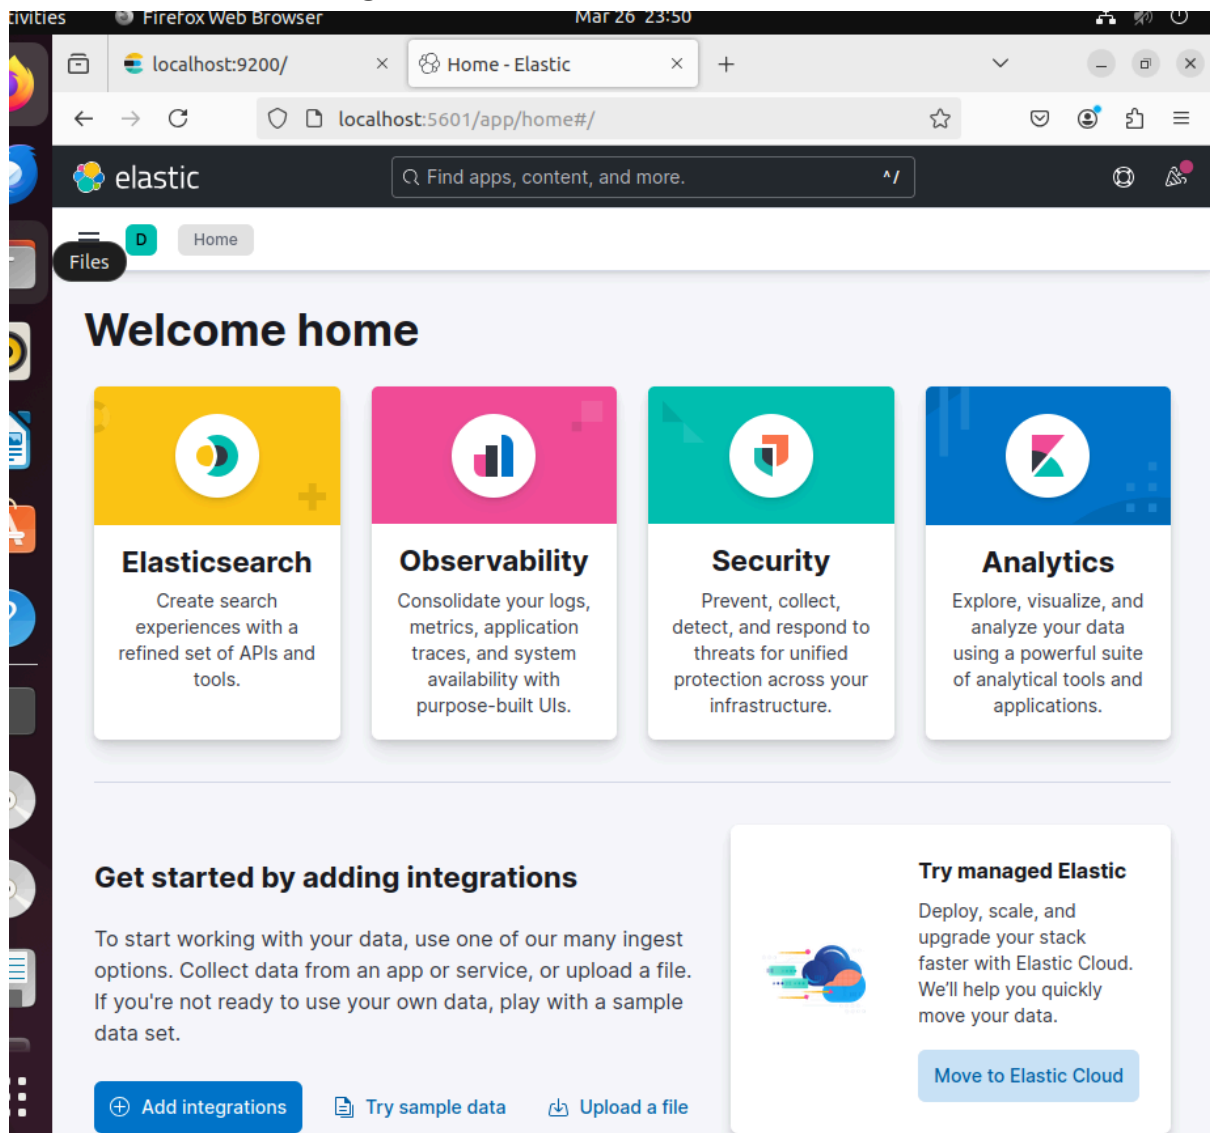 tivities Firefox Web Browser Mar 26 23:50
localhost:9200/ × Home - Elastic × +
localhost:5601/app/home#/
elastic Find apps, content, and more. ^/
D Home
Files
Welcome home
Elasticsearch
Create search
experiences with a
refined set of APIs and
tools.
Observability
Consolidate your logs,
metrics, application
traces, and system
availability with
purpose-built UIs.
Security
Prevent, collect,
detect, and respond to
threats for unified
protection across your
infrastructure.
Analytics
Explore, visualize, and
analyze your data
using a powerful suite
of analytical tools and
applications.
Get started by adding integrations
To start working with your data, use one of our many ingest
options. Collect data from an app or service, or upload a file.
If you're not ready to use your own data, play with a sample
data set.
Add integrations Try sample data Upload a file
Try managed Elastic
Deploy, scale, and
upgrade your stack
faster with Elastic Cloud.
We'll help you quickly
move your data.
Move to Elastic Cloud